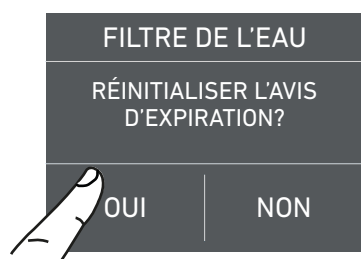 FILTRE DE L'EAU
RÉINITIALISER L'AVIS
D'EXPIRATION?
OUI
NON